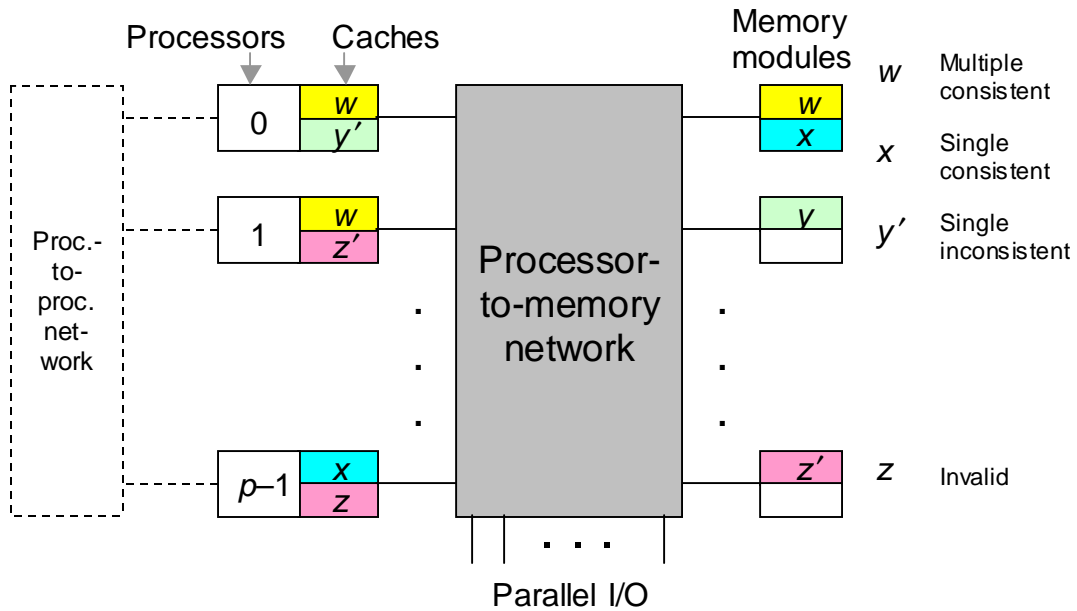 Processors
Caches
Memory
modules
w Multiple
consistent
x Single
consistent
y′ Single
inconsistent
z Invalid
Proc.-
to-
proc.
net-
work
0
w
y′
1
w
z′
p–1
x
z
Processor-
to-memory
network
w
x
y
z′
. . .
Parallel I/O